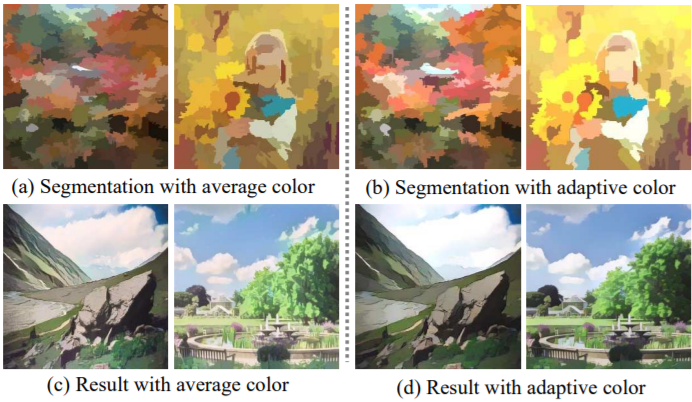 (a) Segmentation with average color
(b) Segmentation with adaptive color
(c) Result with average color
(d) Result with adaptive color